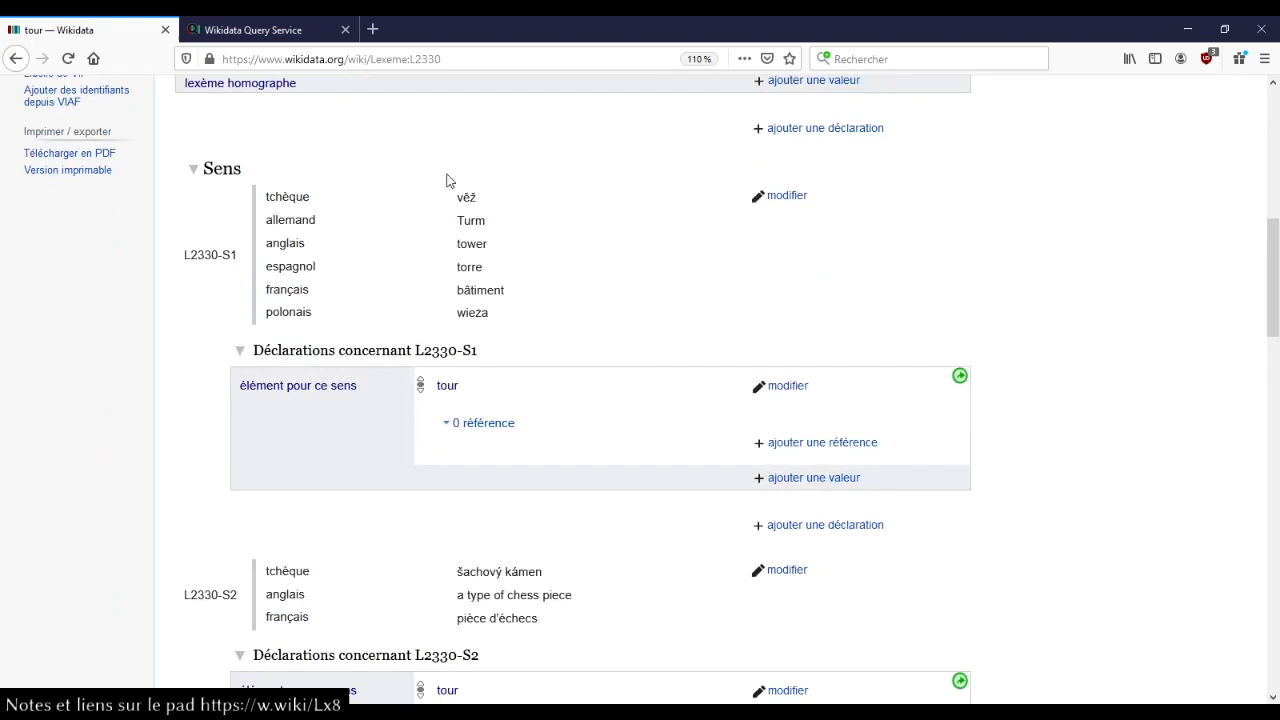 tour — Wikidata
Wikidata Query Service
https://www.wikidata.org/wiki/Lexeme:L2330
110 %
Rechercher
3
Ajouter des identifiants
depuis VIAF
Imprimer / exporter
Télécharger en PDF
Version imprimable
lexème homographe
+ ajouter une valeur
+ ajouter une déclaration
Sens
L2330-S1
tchèque věž
modifier
allemand Turm
anglais tower
espagnol torre
français bâtiment
polonais wieża
Déclarations concernant L2330-S1
élément pour ce sens
tour
modifier
0 référence
+ ajouter une référence
+ ajouter une valeur
+ ajouter une déclaration
L2330-S2
tchèque šachový kámen
modifier
anglais a type of chess piece
français pièce d'échecs
Déclarations concernant L2330-S2
tour
modifier
Notes et liens sur le pad https://w.wiki/Lx8